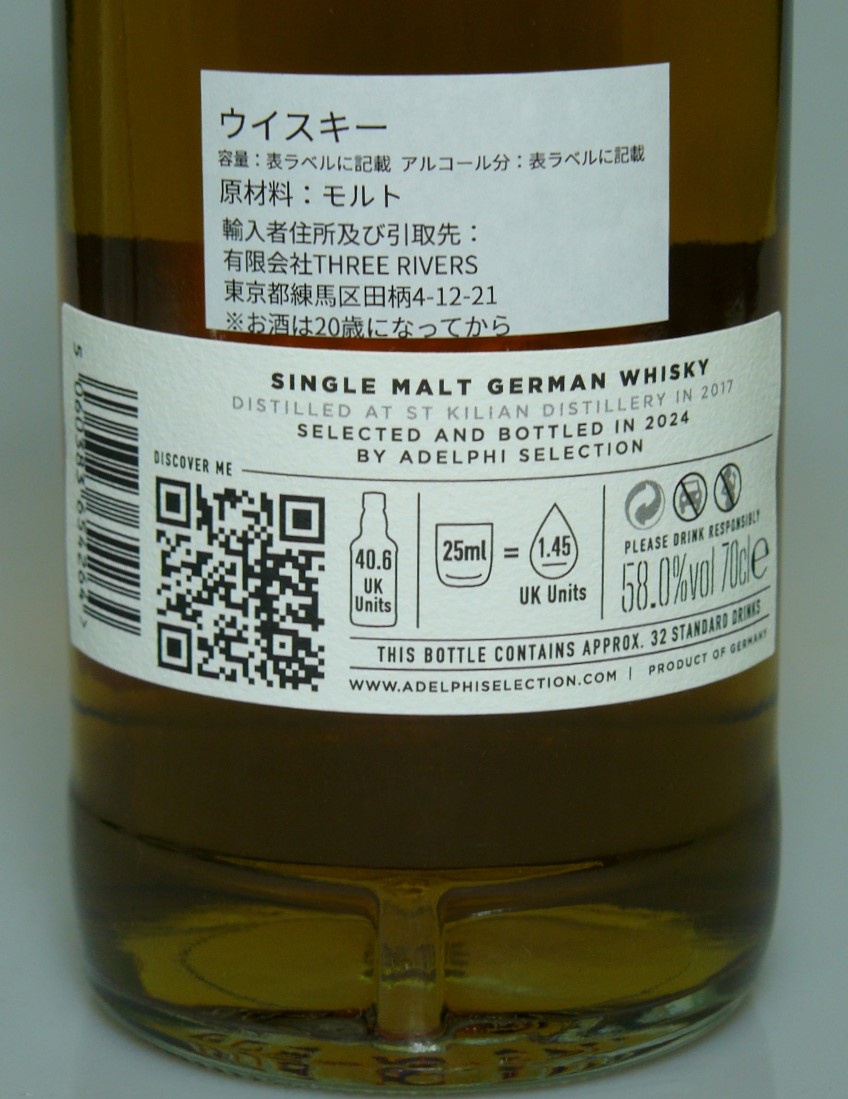 ウイスキー
容量：表ラベルに記載 アルコール分：表ラベルに記載
原材料：モルト
輸入者住所及び引取先：
有限会社THREE RIVERS
東京都練馬区田柄4-12-21
※お酒は20歳になってから
SINGLE MALT GERMAN WHISKY
DISTILLED AT ST KILIAN DISTILLERY IN 2017
SELECTED AND BOTTLED IN 2024
BY ADELPHI SELECTION
DISCOVER ME
40.6
UK
Units
25ml = 1.45
UK Units
PLEASE DRINK RESPONSIBLY
58.0%vol 70cle
THIS BOTTLE CONTAINS APPROX. 32 STANDARD DRINKS
WWW.ADELPHISELECTION.COM | PRODUCT OF GERMANY